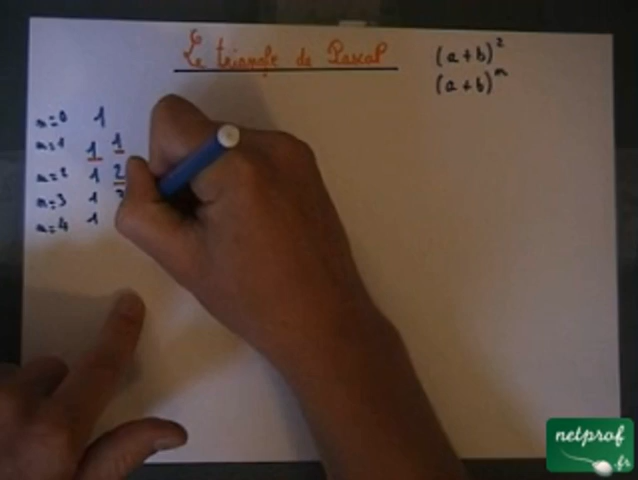 Le triangle de Pascal
(a+b)²
(a+b)ⁿ
n=0 1
n=1 1 1
n=2 1 2
n=3 1
n=4 1
netprof
.fr